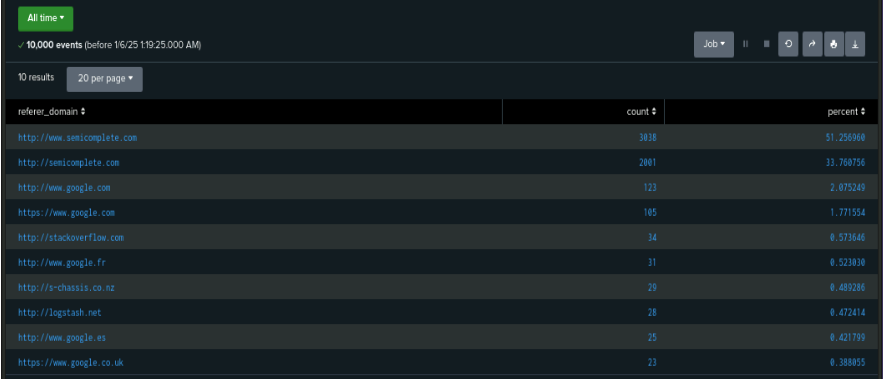 All time
10,000 events (before 1/6/25 1:19:25.000 AM)
Job
10 results 20 per page
referer_domain count percent
http://www.semicomplete.com 3038 51.256960
http://semicomplete.com 2001 33.760756
http://www.google.com 123 2.075249
https://www.google.com 105 1.771554
http://stackoverflow.com 34 0.573646
http://www.google.fr 31 0.523030
http://s-chassis.co.nz 29 0.489286
http://logstash.net 28 0.472414
http://www.google.es 25 0.421799
https://www.google.co.uk 23 0.388055